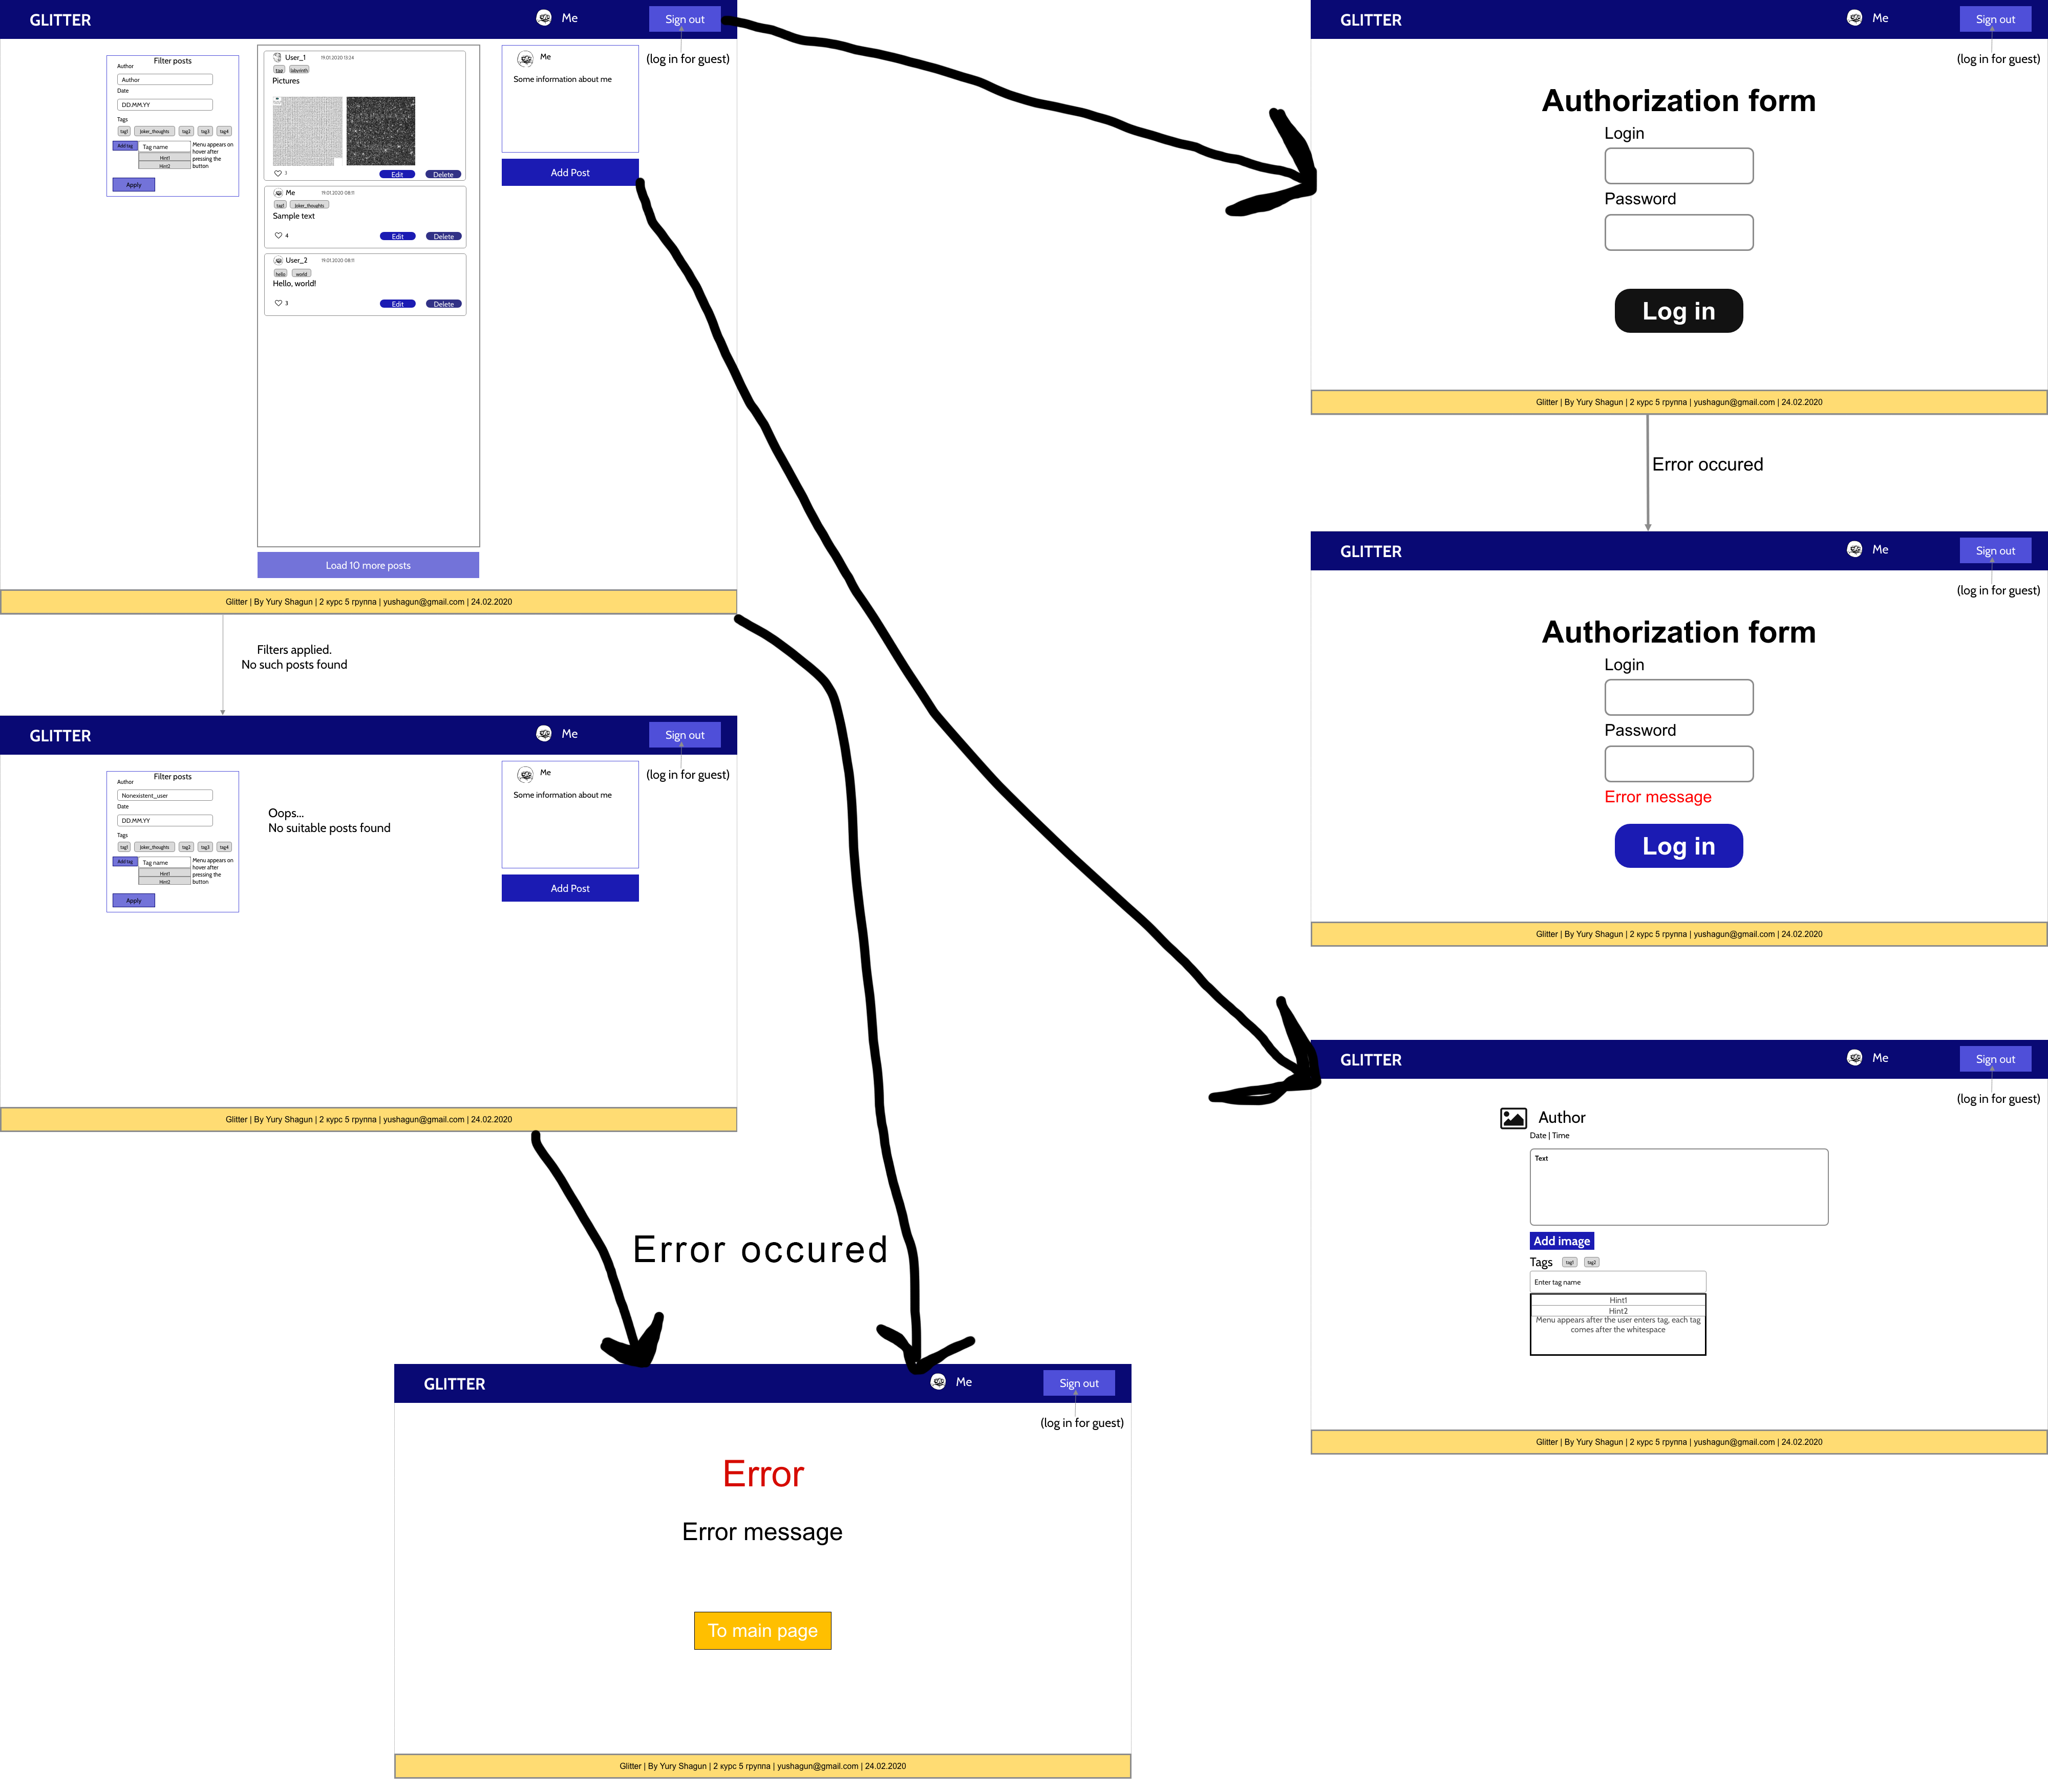 GLITTER
Me
Sign out
(log in for guest)
Filter posts
Author
Author
Date
DD.MM.YY
Tags
tag1 Joker_thoughts tag2 tag3 tag4
Add tag
Tag name
Hint1
Hint2
Menu appears on
hover after
pressing the
button
Apply
User_1 19.01.2020 13:24
tag labyrinth
Pictures
1
Edit Delete
Me 19.01.2020 08:11
tag1 Joker_thoughts
Sample text
4
Edit Delete
User_2 19.01.2020 08:11
hello world
Hello, world!
3
Edit Delete
Load 10 more posts
Me
Some information about me
Add Post
Glitter | By Yury Shagun | 2 курс 5 группа | yushagun@gmail.com | 24.02.2020
GLITTER
Me
Sign out
(log in for guest)
Authorization form
Login
Password
Log in
Glitter | By Yury Shagun | 2 курс 5 группа | yushagun@gmail.com | 24.02.2020
Error occured
GLITTER
Me
Sign out
(log in for guest)
Authorization form
Login
Password
Error message
Log in
Glitter | By Yury Shagun | 2 курс 5 группа | yushagun@gmail.com | 24.02.2020
Filters applied.
No such posts found
GLITTER
Me
Sign out
(log in for guest)
Filter posts
Author
Nonexistent_user
Date
DD.MM.YY
Tags
tag1 Joker_thoughts tag2 tag3 tag4
Add tag
Tag name
Hint1
Hint2
Menu appears on
hover after
pressing the
button
Apply
Oops...
No suitable posts found
Me
Some information about me
Add Post
Glitter | By Yury Shagun | 2 курс 5 группа | yushagun@gmail.com | 24.02.2020
GLITTER
Me
Sign out
(log in for guest)
Author
Date | Time
Text
Add image
Tags tag1 tag2
Enter tag name
Hint1
Hint2
Menu appears after the user enters tag, each tag
comes after the whitespace
Glitter | By Yury Shagun | 2 курс 5 группа | yushagun@gmail.com | 24.02.2020
Error occured
GLITTER
Me
Sign out
(log in for guest)
Error
Error message
To main page
Glitter | By Yury Shagun | 2 курс 5 группа | yushagun@gmail.com | 24.02.2020